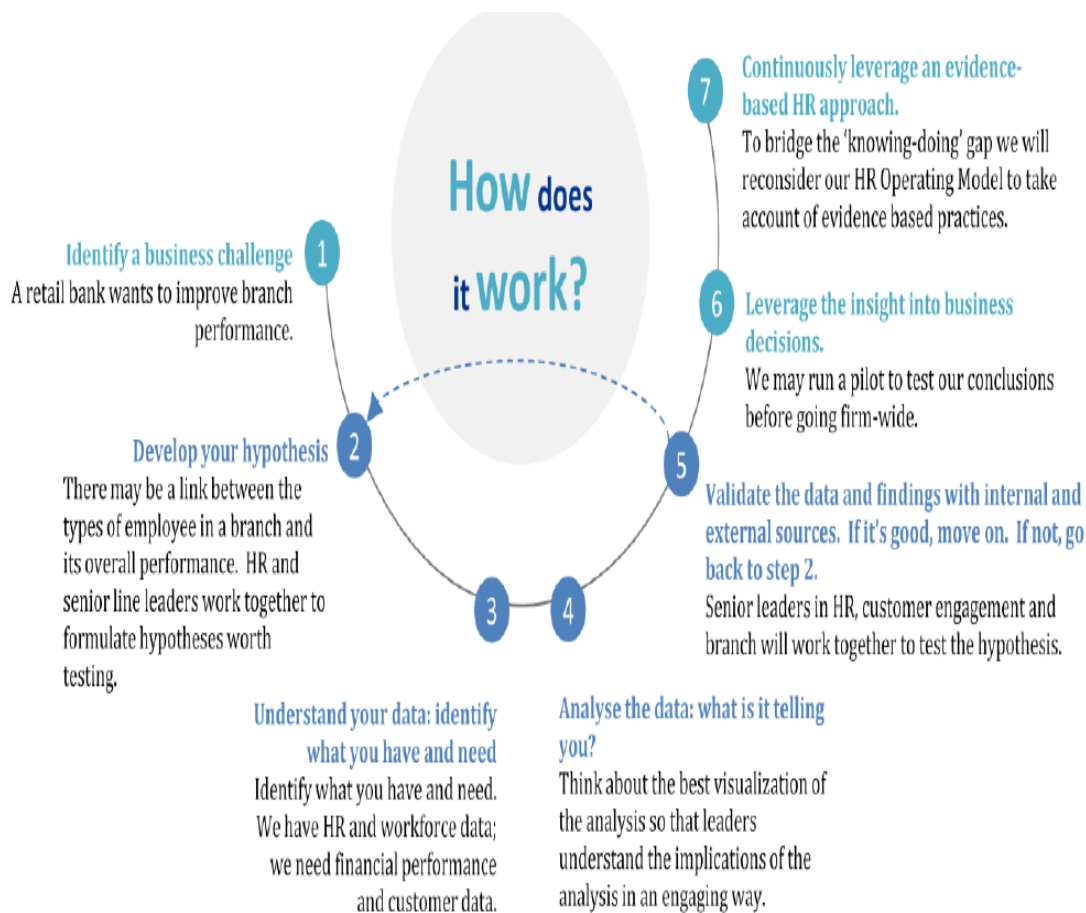 How does
it work?
1
Identify a business challenge
A retail bank wants to improve branch
performance.
2
Develop your hypothesis
There may be a link between the
types of employee in a branch and
its overall performance. HR and
senior line leaders work together to
formulate hypotheses worth
testing.
3
Understand your data: identify
what you have and need
Identify what you have and need.
We have HR and workforce data;
we need financial performance
and customer data.
4
Analyse the data: what is it telling
you?
Think about the best visualization of
the analysis so that leaders
understand the implications of the
analysis in an engaging way.
5
Validate the data and findings with internal and
external sources. If it's good, move on. If not, go
back to step 2.
Senior leaders in HR, customer engagement and
branch will work together to test the hypothesis.
6
Leverage the insight into business
decisions.
We may run a pilot to test our conclusions
before going firm-wide.
7
Continuously leverage an evidence-
based HR approach.
To bridge the 'knowing-doing' gap we will
reconsider our HR Operating Model to take
account of evidence based practices.